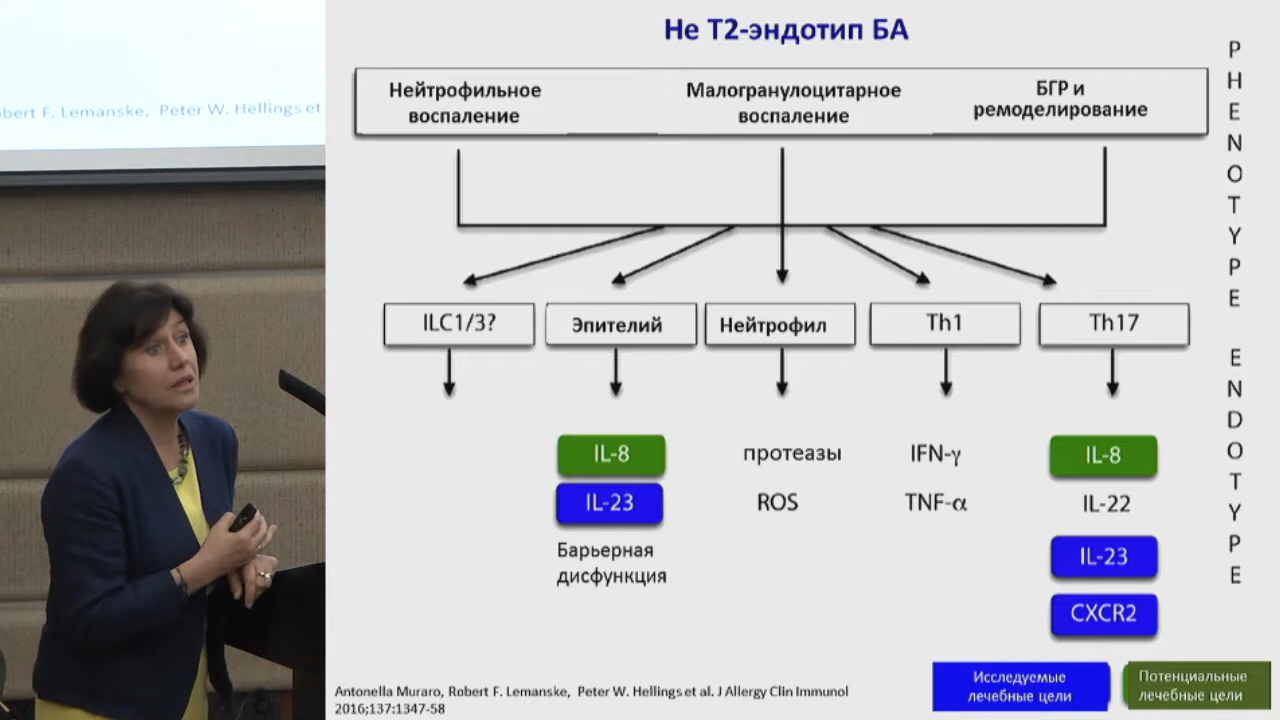 obert F. Lemanske, Peter W. Hellings et
Не Т2-эндотип БА
Нейтрофильное
воспаление
Малогранулоцитарное
воспаление
БГР и
ремоделирование
PHENOTYPE
ENDOTYPE
ILC1/3?
Эпителий
Нейтрофил
Th1
Th17
IL-8
IL-23
Барьерная
дисфункция
протеазы
ROS
IFN-γ
TNF-α
IL-8
IL-22
IL-23
CXCR2
Antonella Muraro, Robert F. Lemanske, Peter W. Hellings et al. J Allergy Clin Immunol
2016;137:1347-58
Исследуемые
лечебные цели
Потенциальные
лечебные цели